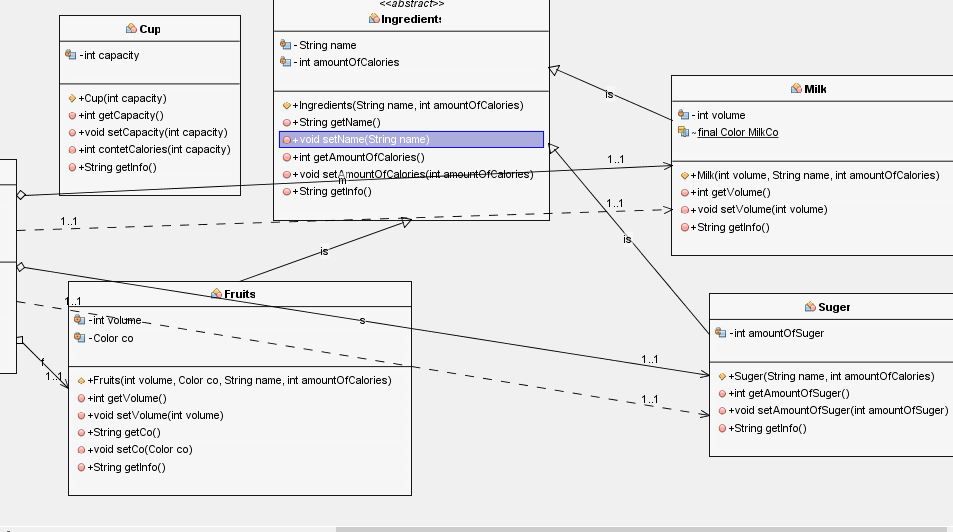 Cup
-int capacity
+Cup(int capacity)
+int getCapacity()
+void setCapacity(int capacity)
+int contetCalories(int capacity)
+String getInfo()
<<abstract>>
Ingredients
-String name
-int amountOfCalories
+Ingredients(String name, int amountOfCalories)
+String getName()
+void setName(String name)
+int getAmountOfCalories()
+void setAmountOfCalories(int amountOfCalories)
+String getInfo()
Milk
-int volume
~final Color MilkCo
+Milk(int volume, String name, int amountOfCalories)
+int getVolume()
+void setVolume(int volume)
+String getInfo()
is
1..1
m
1..1
1..1
is
is
Fruits
1..1
-int volume
-Color co
+Fruits(int volume, Color co, String name, int amountOfCalories)
+int getVolume()
+void setVolume(int volume)
+String getCo()
+void setCo(Color co)
+String getInfo()
s
f
1..1
1..1
1..1
Suger
-int amountOfSuger
+Suger(String name, int amountOfCalories)
+int getAmountOfSuger()
+void setAmountOfSuger(int amountOfSuger)
+String getInfo()